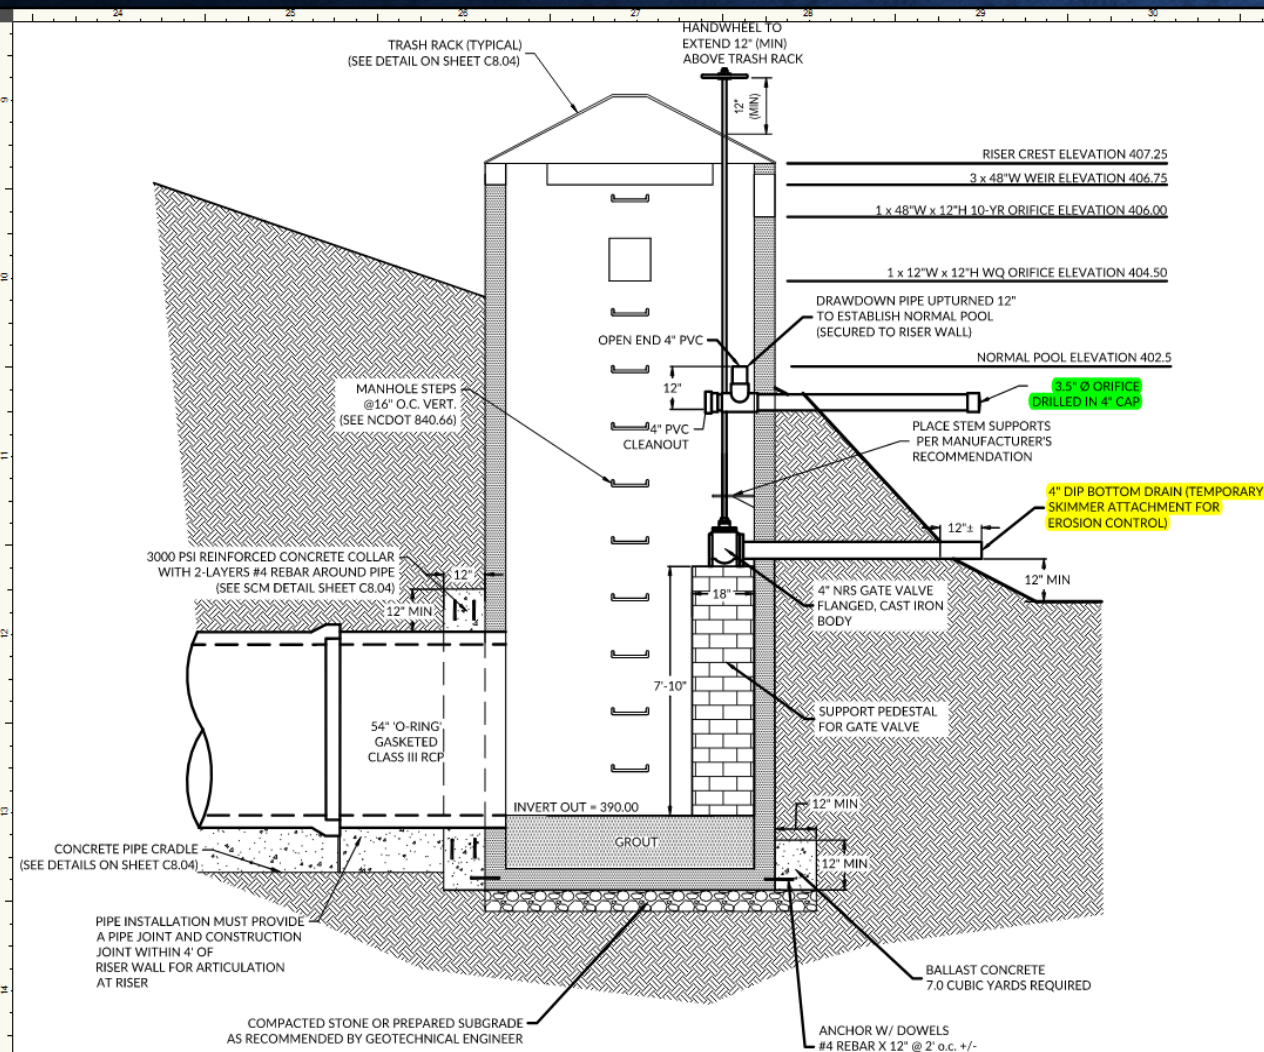 24 25 26 27 28 29 30
9
10
11
12
13
14
HANDWHEEL TO
EXTEND 12" (MIN)
ABOVE TRASH RACK
TRASH RACK (TYPICAL)
(SEE DETAIL ON SHEET C8.04)
12"
(MIN)
RISER CREST ELEVATION 407.25
3 x 48"W WEIR ELEVATION 406.75
1 x 48"W x 12"H 10-YR ORIFICE ELEVATION 406.00
1 x 12"W x 12"H WQ ORIFICE ELEVATION 404.50
DRAWDOWN PIPE UPTURNED 12"
TO ESTABLISH NORMAL POOL
(SECURED TO RISER WALL)
OPEN END 4" PVC
NORMAL POOL ELEVATION 402.5
12"
3.5" Ø ORIFICE
DRILLED IN 4" CAP
MANHOLE STEPS
@16" O.C. VERT.
(SEE NCDOT 840.66)
4" PVC
CLEANOUT
PLACE STEM SUPPORTS
PER MANUFACTURER'S
RECOMMENDATION
4" DIP BOTTOM DRAIN (TEMPORARY
SKIMMER ATTACHMENT FOR
EROSION CONTROL)
12"±
3000 PSI REINFORCED CONCRETE COLLAR
WITH 2-LAYERS #4 REBAR AROUND PIPE
(SEE SCM DETAIL SHEET C8.04)
12"
12" MIN
12" MIN
18"
4" NRS GATE VALVE
FLANGED, CAST IRON
BODY
7'-10"
54" 'O-RING'
GASKETED
CLASS III RCP
SUPPORT PEDESTAL
FOR GATE VALVE
INVERT OUT = 390.00
12" MIN
GROUT
12" MIN
CONCRETE PIPE CRADLE
(SEE DETAILS ON SHEET C8.04)
PIPE INSTALLATION MUST PROVIDE
A PIPE JOINT AND CONSTRUCTION
JOINT WITHIN 4' OF
RISER WALL FOR ARTICULATION
AT RISER
BALLAST CONCRETE
7.0 CUBIC YARDS REQUIRED
COMPACTED STONE OR PREPARED SUBGRADE
AS RECOMMENDED BY GEOTECHNICAL ENGINEER
ANCHOR W/ DOWELS
#4 REBAR X 12" @ 2' o.c. +/-